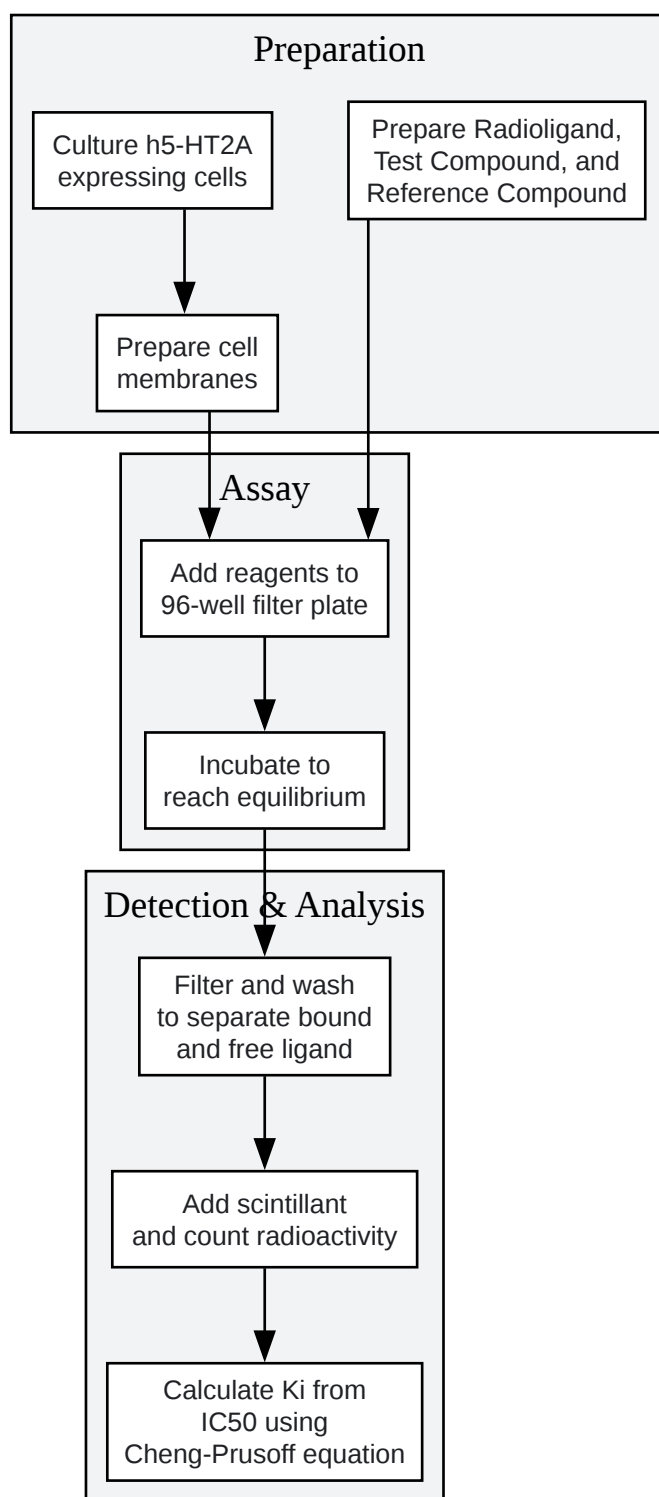 Preparation
Culture h5-HT2A
expressing cells
Prepare Radioligand,
Test Compound, and
Reference Compound
Prepare cell
membranes
Assay
Add reagents to
96-well filter plate
Incubate to
reach equilibrium
Detection & Analysis
Filter and wash
to separate bound
and free ligand
Add scintillant
and count radioactivity
Calculate Ki from
IC50 using
Cheng-Prusoff equation